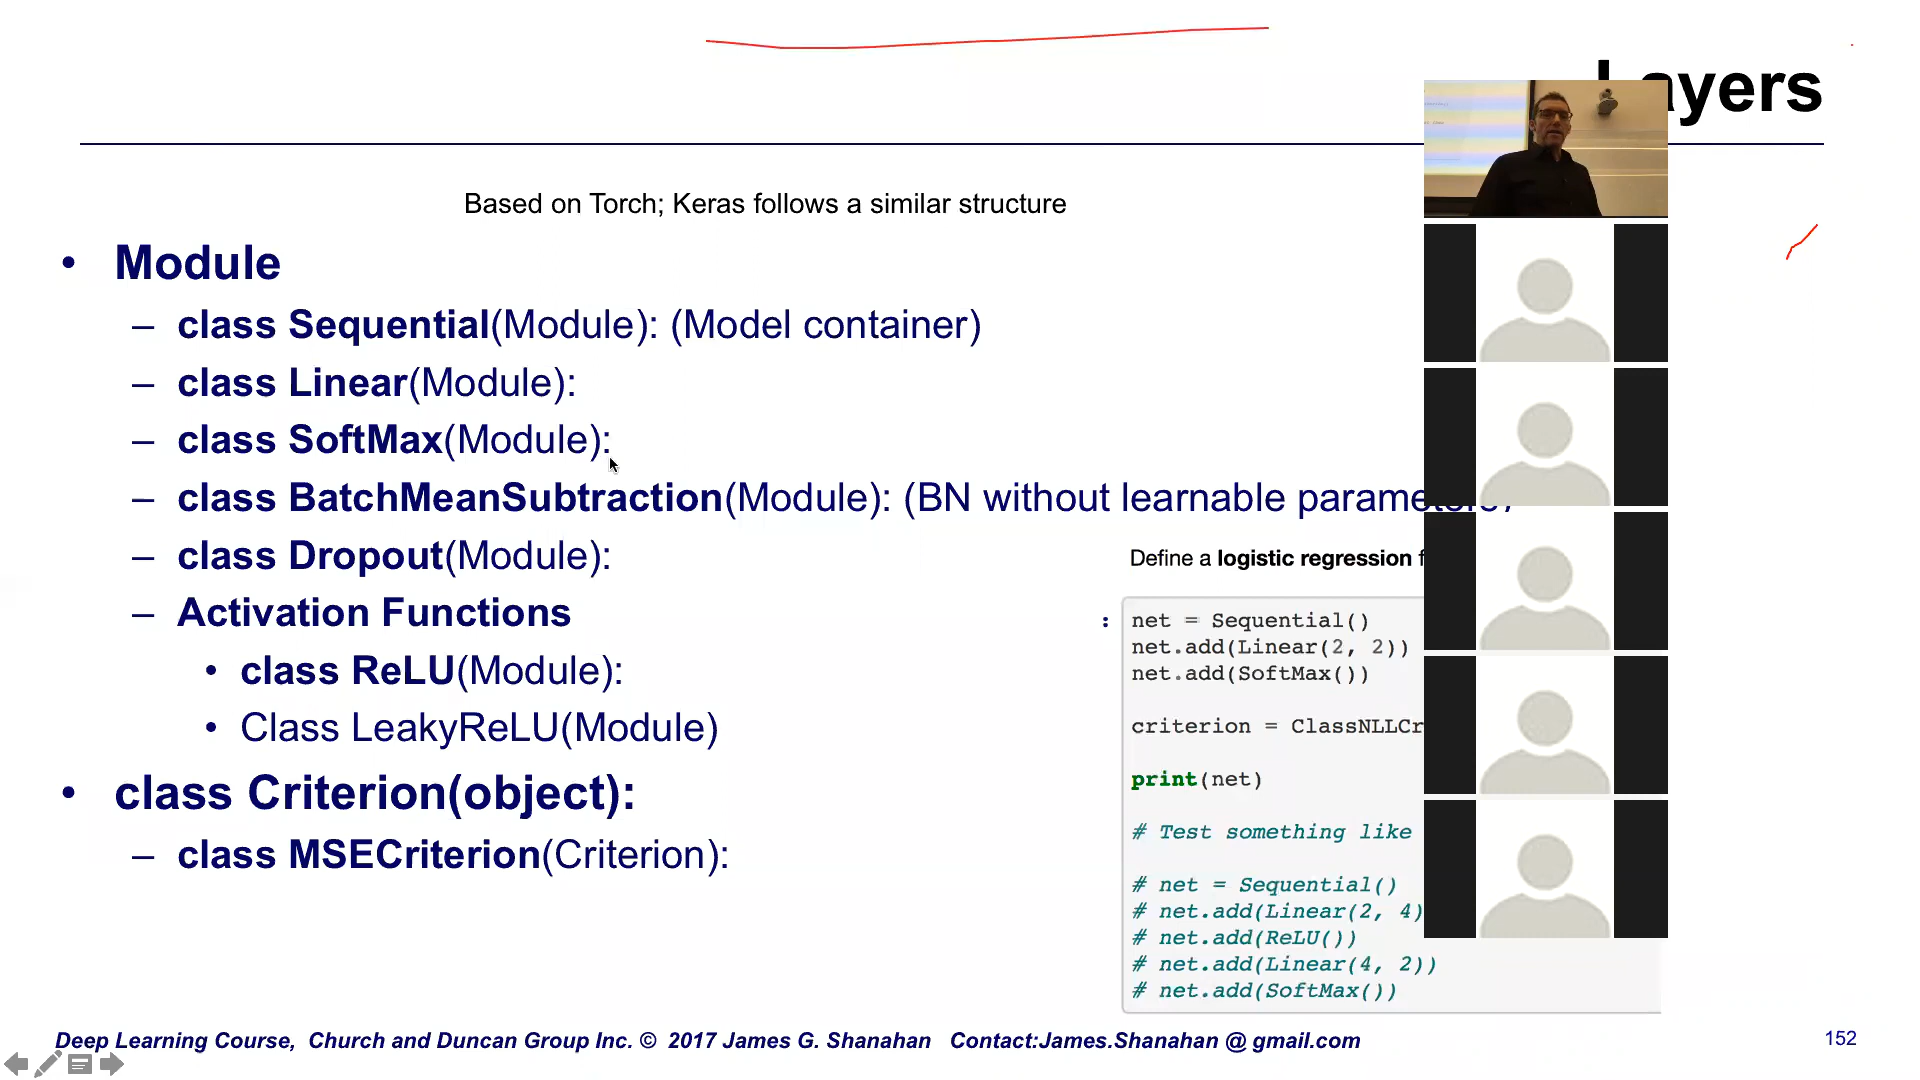 Layers
Based on Torch; Keras follows a similar structure
• Module
– class Sequential(Module): (Model container)
– class Linear(Module):
– class SoftMax(Module):
– class BatchMeanSubtraction(Module): (BN without learnable parameters)
– class Dropout(Module):
– Activation Functions
• class ReLU(Module):
• Class LeakyReLU(Module)
• class Criterion(object):
– class MSECriterion(Criterion):
Define a logistic regression
: net = Sequential()
net.add(Linear(2, 2))
net.add(SoftMax())
criterion = ClassNLLCr
print(net)
# Test something like
# net = Sequential()
# net.add(Linear(2, 4)
# net.add(ReLU())
# net.add(Linear(4, 2))
# net.add(SoftMax())
Deep Learning Course, Church and Duncan Group Inc. © 2017 James G. Shanahan Contact:James.Shanahan @ gmail.com
152